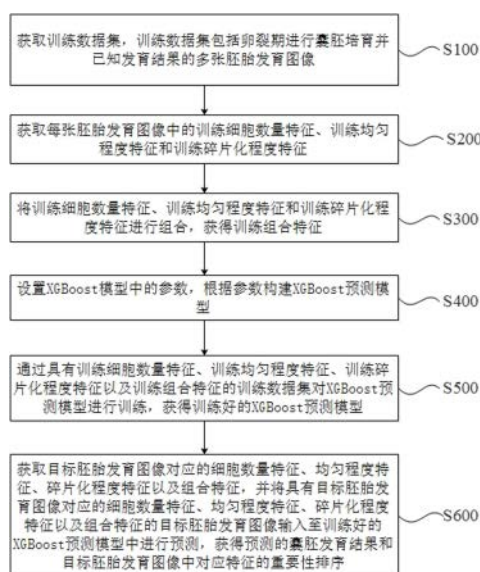 获取训练数据集，训练数据集包括卵裂期进行囊胚培育并
已知发育结果的多张胚胎发育图像
S100
获取每张胚胎发育图像中的训练细胞数量特征、训练均匀
程度特征和训练碎片化程度特征
S200
将训练细胞数量特征、训练均匀程度特征和训练碎片化程
度特征进行组合，获得训练组合特征
S300
设置XGBoost模型中的参数，根据参数构建XGBoost预测模
型
S400
通过具有训练细胞数量特征、训练均匀程度特征、训练碎
片化程度特征以及训练组合特征的训练数据集对XGBoost预
测模型进行训练，获得训练好的XGBoost预测模型
S500
获取目标胚胎发育图像对应的细胞数量特征、均匀程度特
征、碎片化程度特征以及组合特征，并将具有目标胚胎发
育图像对应的细胞数量特征、均匀程度特征、碎片化程度
特征以及组合特征的目标胚胎发育图像输入至训练好的
XGBoost预测模型中进行预测，获得预测的囊胚发育结果和
目标胚胎发育图像中对应特征的重要性排序
S600